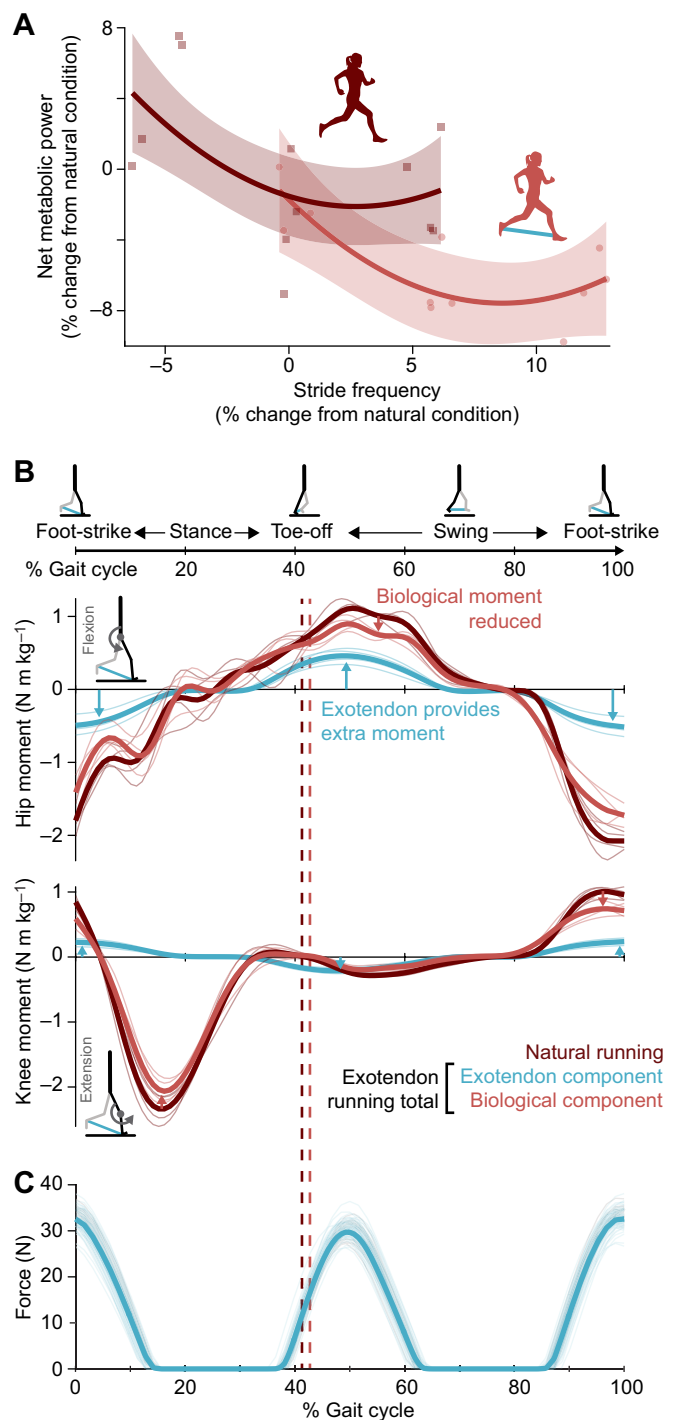 A
8
4
0
−4
−8
Net metabolic power
(% change from natural condition)
−5
0
5
10
Stride frequency
(% change from natural condition)
B
Foot-strike
Stance
Toe-off
Swing
Foot-strike
% Gait cycle
20
40
60
80
100
Flexion
Biological moment
reduced
Exotendon provides
extra moment
1
0
−1
−2
Hip moment (N m kg−1)
1
0
−1
−2
Knee moment (N m kg−1)
Extension
Natural running
Exotendon
running total
Exotendon component
Biological component
C
40
30
20
10
0
Force (N)
0
20
40
60
80
100
% Gait cycle